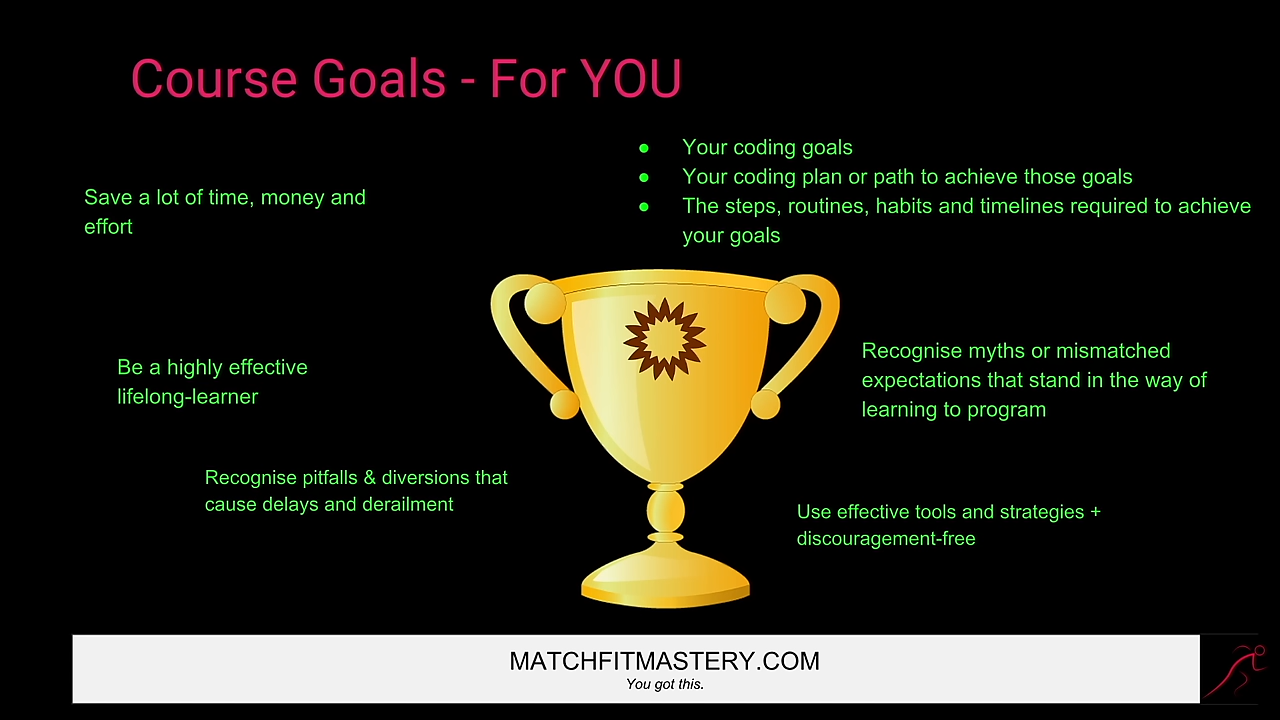 Course Goals - For YOU
Save a lot of time, money and
effort
● Your coding goals
● Your coding plan or path to achieve those goals
● The steps, routines, habits and timelines required to achieve
your goals
Be a highly effective
lifelong-learner
Recognise myths or mismatched
expectations that stand in the way of
learning to program
Recognise pitfalls & diversions that
cause delays and derailment
Use effective tools and strategies +
discouragement-free
MATCHFITMASTERY.COM
You got this.